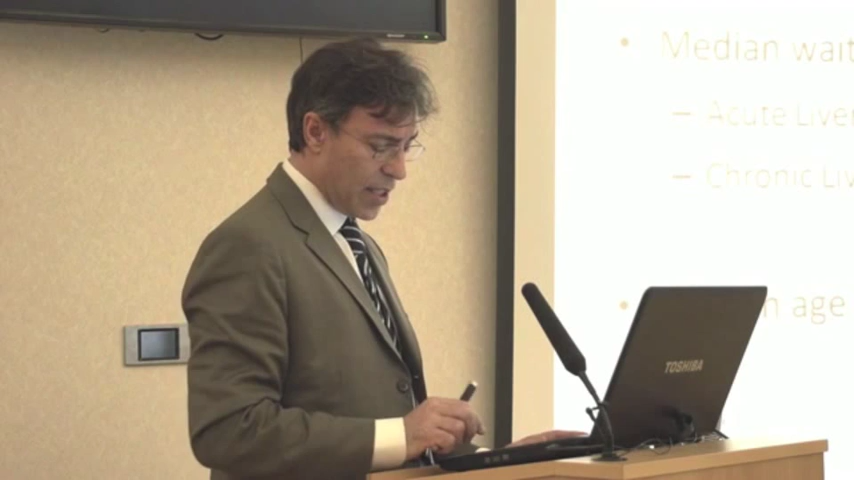 • Median wait
– Acute Liver
– Chronic Liv
• n age
TOSHIBA